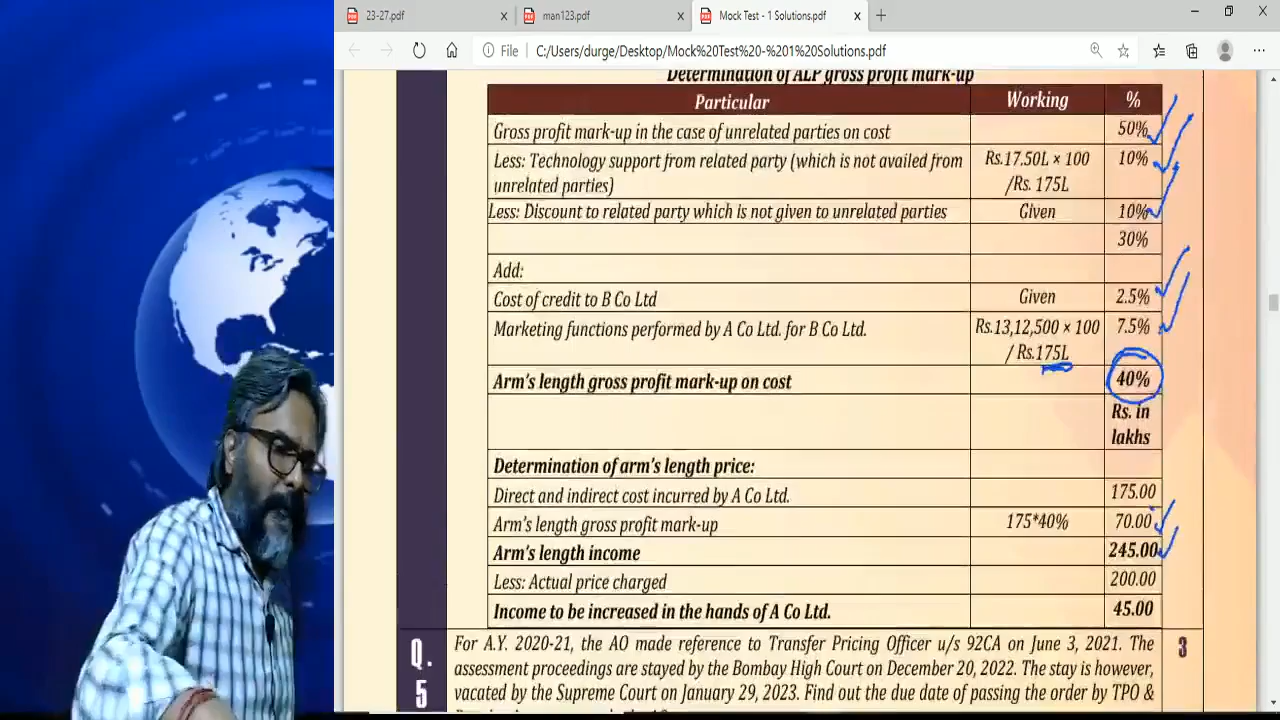 23-27.pdf
man123.pdf
Mock Test - 1 Solutions.pdf
File
C:/Users/durge/Desktop/Mock%20Test%20-%201%20Solutions.pdf
Determination of ALP gross profit mark-up
Particular Working %
Gross profit mark-up in the case of unrelated parties on cost 50%
Less: Technology support from related party (which is not availed from Rs.17.50L × 100 10%
unrelated parties) /Rs. 175L
Less: Discount to related party which is not given to unrelated parties Given 10%
30%
Add:
Cost of credit to B Co Ltd Given 2.5%
Marketing functions performed by A Co Ltd. for B Co Ltd. Rs.13,12,500 × 100 7.5%
/ Rs.175L
Arm's length gross profit mark-up on cost 40%
Rs. in
lakhs
Determination of arm's length price:
Direct and indirect cost incurred by A Co Ltd. 175.00
Arm's length gross profit mark-up 175*40% 70.00
Arm's length income 245.00
Less: Actual price charged 200.00
Income to be increased in the hands of A Co Ltd. 45.00
Q. For A.Y. 2020-21, the AO made reference to Transfer Pricing Officer u/s 92CA on June 3, 2021. The 3
assessment proceedings are stayed by the Bombay High Court on December 20, 2022. The stay is however,
5 vacated by the Supreme Court on January 29, 2023. Find out the due date of passing the order by TPO &